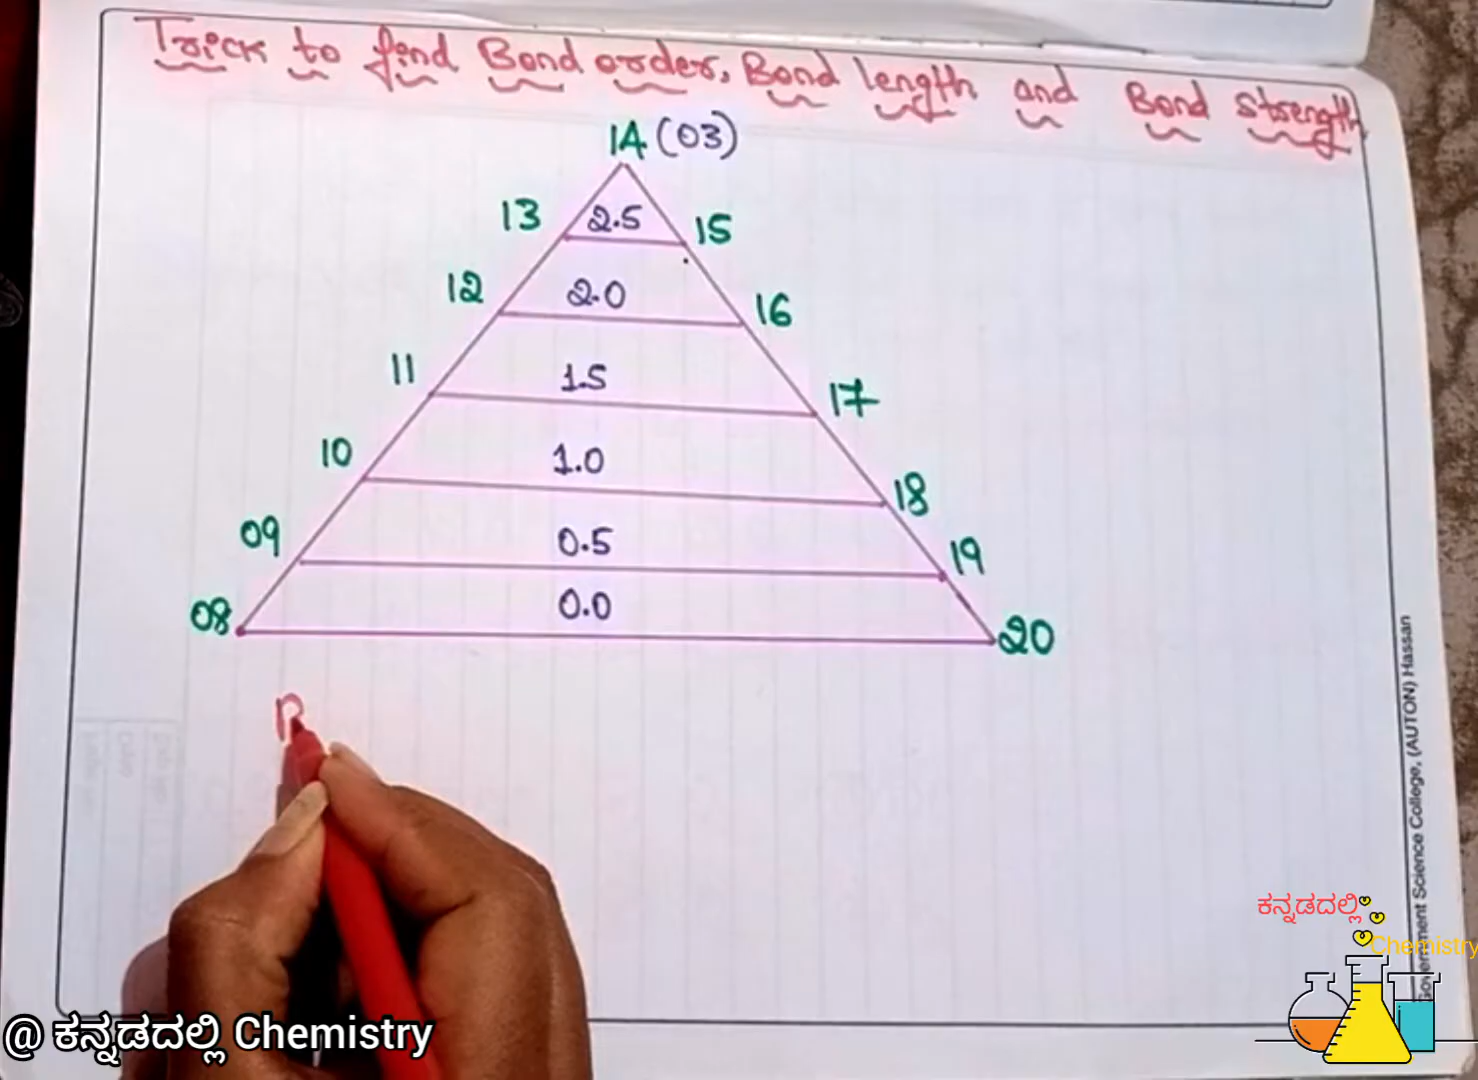 Trick to find Bond order, Bond length and Bond strength
14 (03)
13 2.5 15
12 2.0 16
11 1.5 17
10 1.0 18
09 0.5 19
08 0.0 20
Government Science College, (AUTON) Hassan
ಕನ್ನಡದಲ್ಲಿ
Chemistry
@ ಕನ್ನಡದಲ್ಲಿ Chemistry